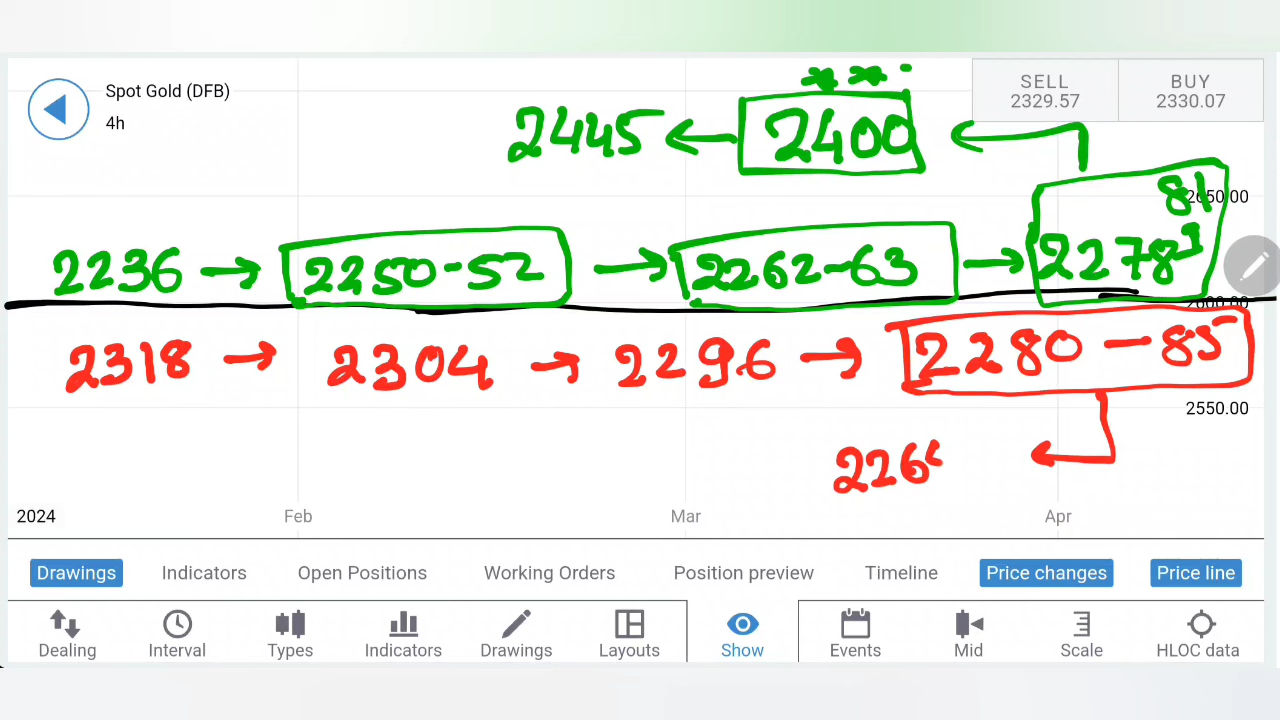 Spot Gold (DFB)
4h
SELL
2329.57
BUY
2330.07
2445 ← 2400 ←
81
2650.00
2236 → 2250-52 → 2262-63 → 2278
2600.00
2318 → 2304 → 2296 → 2280-85
2550.00
226
2024 Feb Mar Apr
Drawings Indicators Open Positions Working Orders Position preview Timeline Price changes Price line
Dealing Interval Types Indicators Drawings Layouts Show Events Mid Scale HLOC data